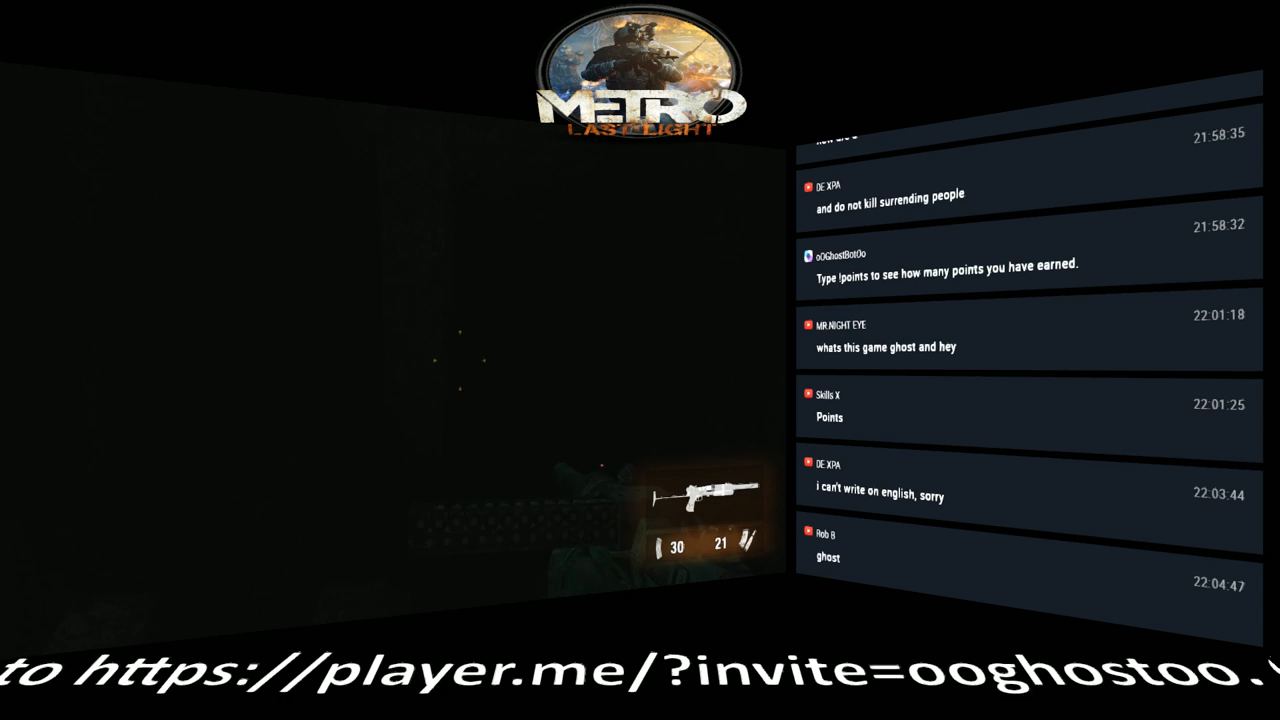 METRO
LAST LIGHT
21:58:35
DE XPA
and do not kill surrending people
21:58:32
oOGhostBotOo
Type !points to see how many points you have earned.
22:01:18
MR.NIGHT EYE
whats this game ghost and hey
22:01:25
Skills X
Points
22:03:44
DE XPA
i can't write on english, sorry
22:04:47
Rob B
ghost
30 21
to https://player.me/?invite=ooghostoo.